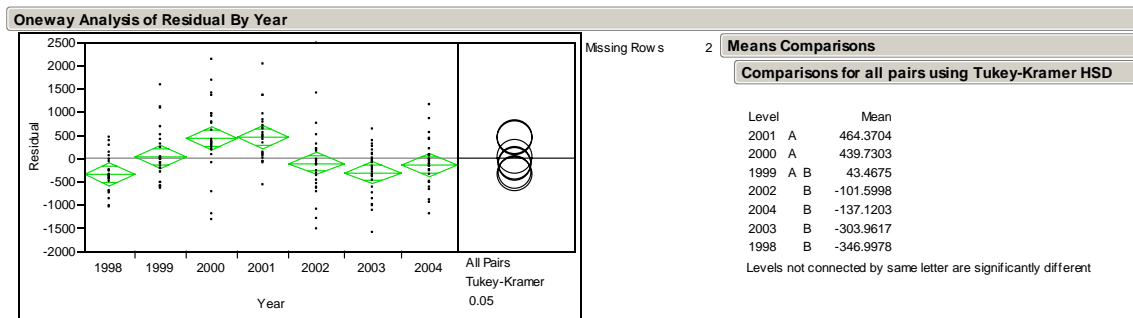 Oneway Analysis of Residual By Year
Residual
2500
2000
1500
1000
500
0
-500
-1000
-1500
-2000
1998 1999 2000 2001 2002 2003 2004
Year
All Pairs
Tukey-Kramer
0.05
Missing Rows 2
Means Comparisons
Comparisons for all pairs using Tukey-Kramer HSD
Level Mean
2001 A 464.3704
2000 A 439.7303
1999 A B 43.4675
2002 B -101.5998
2004 B -137.1203
2003 B -303.9617
1998 B -346.9978
Levels not connected by same letter are significantly different